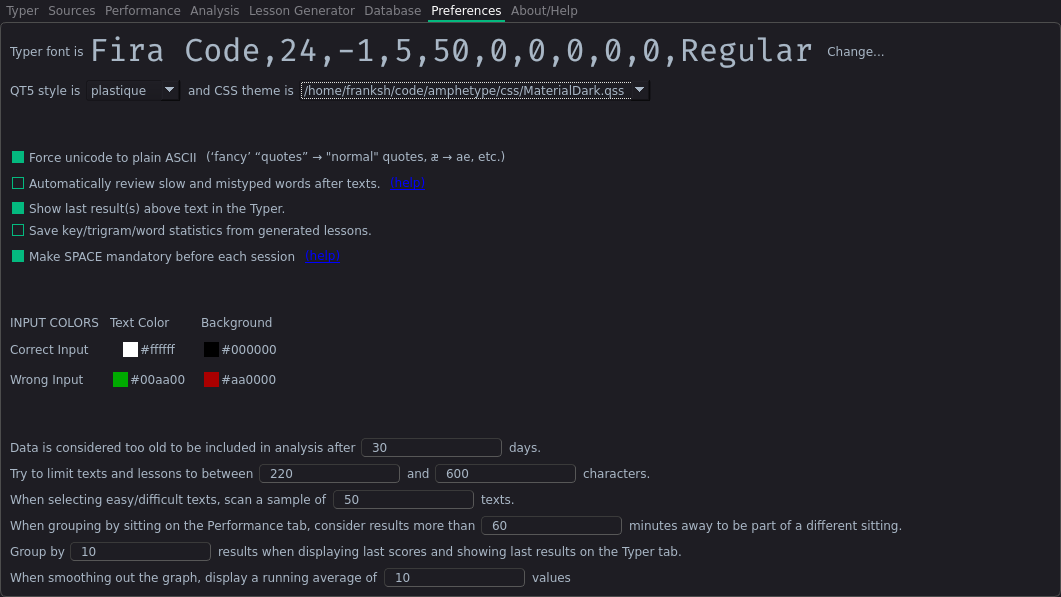 Typer Sources Performance Analysis Lesson Generator Database Preferences About/Help
Typer font is Fira Code,24,-1,5,50,0,0,0,0,0,Regular Change...
QT5 style is plastique and CSS theme is /home/franksh/code/amphetype/css/MaterialDark.qss
Force unicode to plain ASCII (‘fancy’ “quotes” → "normal" quotes, æ → ae, etc.)
Automatically review slow and mistyped words after texts. (help)
Show last result(s) above text in the Typer.
Save key/trigram/word statistics from generated lessons.
Make SPACE mandatory before each session (help)
INPUT COLORS Text Color Background
Correct Input #ffffff #000000
Wrong Input #00aa00 #aa0000
Data is considered too old to be included in analysis after 30 days.
Try to limit texts and lessons to between 220 and 600 characters.
When selecting easy/difficult texts, scan a sample of 50 texts.
When grouping by sitting on the Performance tab, consider results more than 60 minutes away to be part of a different sitting.
Group by 10 results when displaying last scores and showing last results on the Typer tab.
When smoothing out the graph, display a running average of 10 values